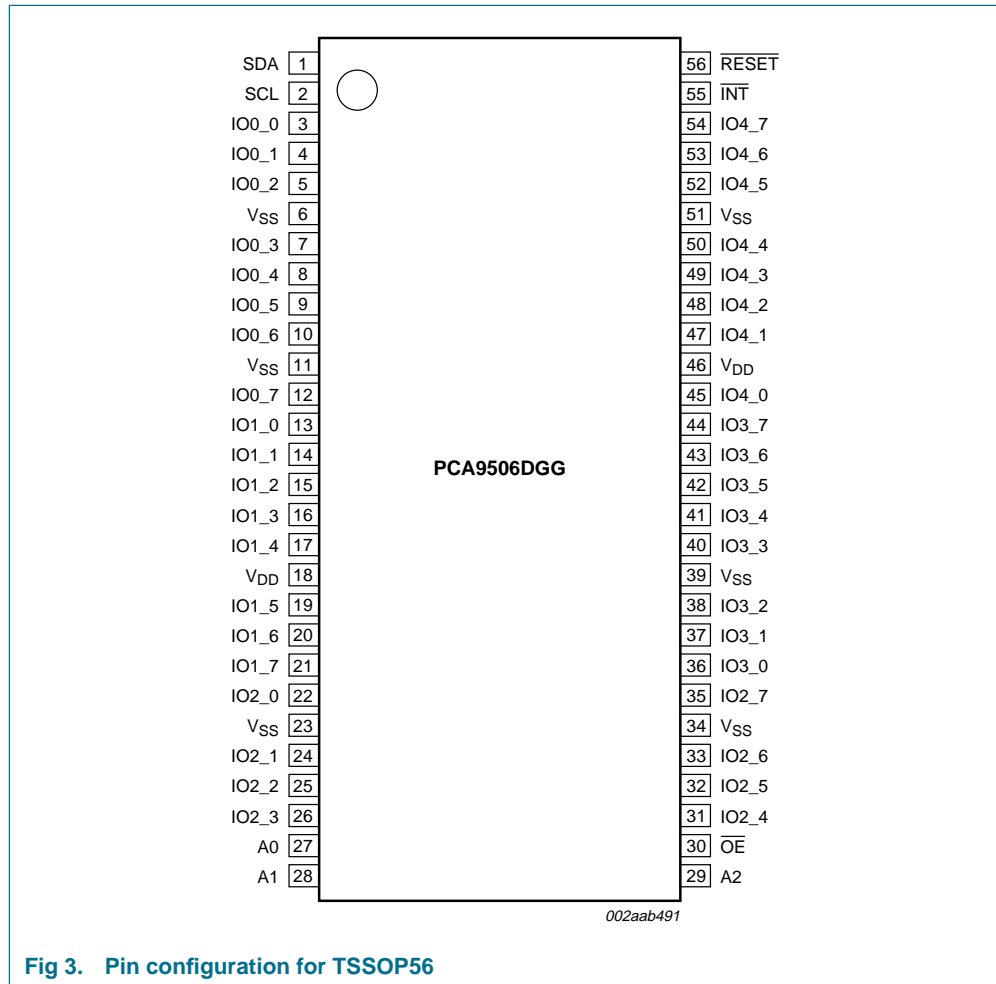 SDA 1 56 RESET
SCL 2 55 INT
IO0_0 3 54 IO4_7
IO0_1 4 53 IO4_6
IO0_2 5 52 IO4_5
VSS 6 51 VSS
IO0_3 7 50 IO4_4
IO0_4 8 49 IO4_3
IO0_5 9 48 IO4_2
IO0_6 10 47 IO4_1
VSS 11 46 VDD
IO0_7 12 45 IO4_0
IO1_0 13 44 IO3_7
IO1_1 14 43 IO3_6
PCA9506DGG
IO1_2 15 42 IO3_5
IO1_3 16 41 IO3_4
IO1_4 17 40 IO3_3
VDD 18 39 VSS
IO1_5 19 38 IO3_2
IO1_6 20 37 IO3_1
IO1_7 21 36 IO3_0
IO2_0 22 35 IO2_7
VSS 23 34 VSS
IO2_1 24 33 IO2_6
IO2_2 25 32 IO2_5
IO2_3 26 31 IO2_4
A0 27 30 OE
A1 28 29 A2
002aab491
Fig 3. Pin configuration for TSSOP56